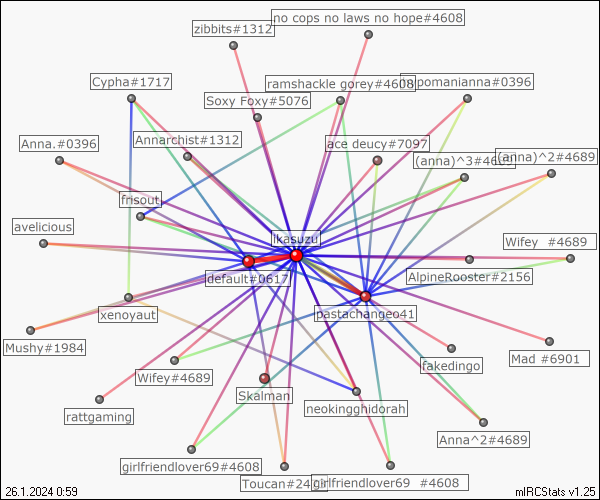 no cops no laws no hope#4608
zibbits#1312
Cypha#1717
ramshackle gorey#4608
pomanianna#0396
Soxy Foxy#5076
Anna.#0396
Annarchist#1312
ace deucy#7097
(anna)^3#46
(anna)^2#4689
frisout
avelicious
ikasuzu
Wifey #4689
default#0617
AlpineRooster#2156
xenoyaut
pastachangeo41
Mushy#1984
Mad #6901
fakedingo
Wifey#4689
Skalman
rattgaming
neokingghidorah
Anna^2#4689
girlfriendlover69#4608
Toucan#24
girlfriendlover69 #4608
26.1.2024 0:59
mIRCStats v1.25